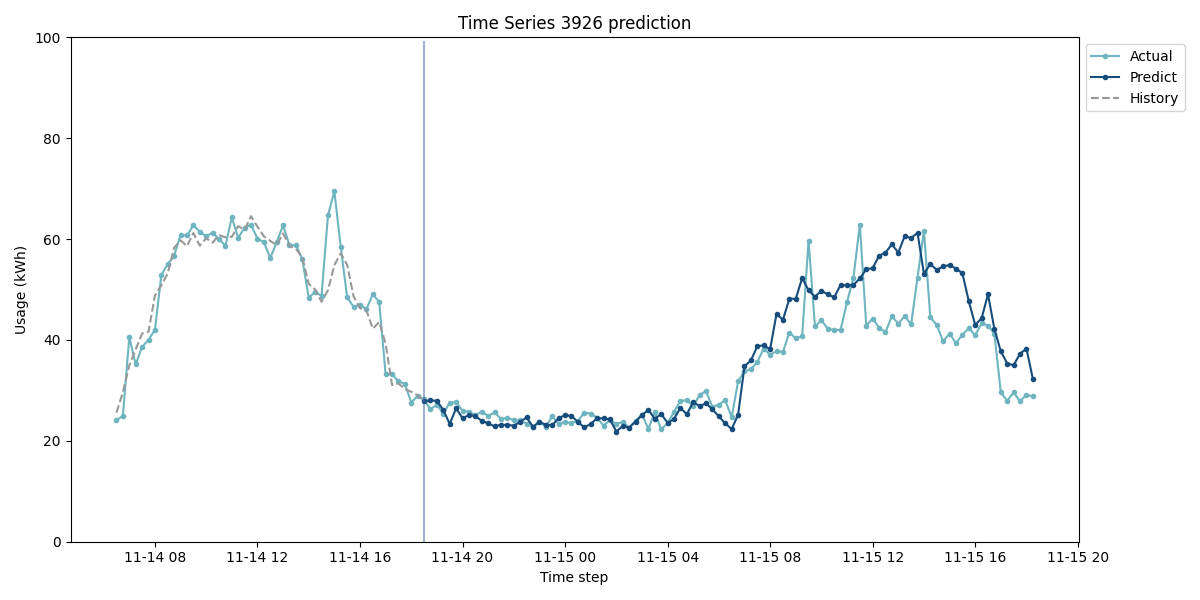 Time Series 3926 prediction
100
80
60
40
20
0
Usage (kWh)
11-14 08
11-14 12
11-14 16
11-14 20
11-15 00
11-15 04
11-15 08
11-15 12
11-15 16
11-15 20
Time step
Actual
Predict
History